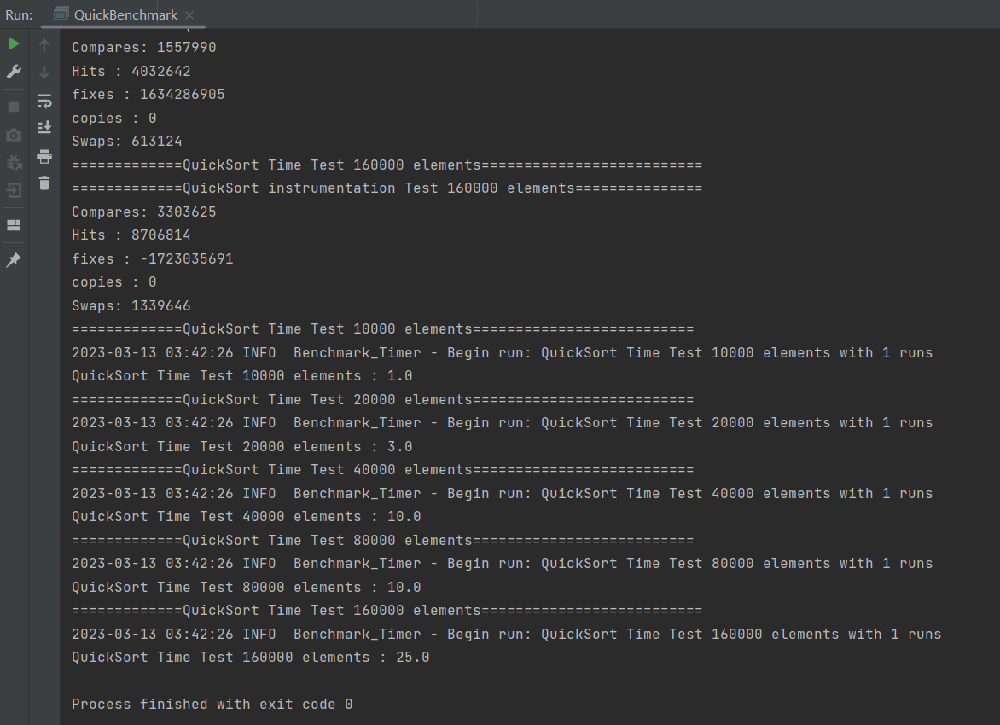 Run: QuickBenchmark
Compares: 1557990
Hits : 4032642
fixes : 1634286905
copies : 0
Swaps: 613124
=============QuickSort Time Test 160000 elements==========================
=============QuickSort instrumentation Test 160000 elements===============
Compares: 3303625
Hits : 8706814
fixes : -1723035691
copies : 0
Swaps: 1339646
=============QuickSort Time Test 10000 elements==========================
2023-03-13 03:42:26 INFO  Benchmark_Timer - Begin run: QuickSort Time Test 10000 elements with 1 runs
QuickSort Time Test 10000 elements : 1.0
=============QuickSort Time Test 20000 elements==========================
2023-03-13 03:42:26 INFO  Benchmark_Timer - Begin run: QuickSort Time Test 20000 elements with 1 runs
QuickSort Time Test 20000 elements : 3.0
=============QuickSort Time Test 40000 elements==========================
2023-03-13 03:42:26 INFO  Benchmark_Timer - Begin run: QuickSort Time Test 40000 elements with 1 runs
QuickSort Time Test 40000 elements : 10.0
=============QuickSort Time Test 80000 elements==========================
2023-03-13 03:42:26 INFO  Benchmark_Timer - Begin run: QuickSort Time Test 80000 elements with 1 runs
QuickSort Time Test 80000 elements : 10.0
=============QuickSort Time Test 160000 elements==========================
2023-03-13 03:42:26 INFO  Benchmark_Timer - Begin run: QuickSort Time Test 160000 elements with 1 runs
QuickSort Time Test 160000 elements : 25.0
Process finished with exit code 0